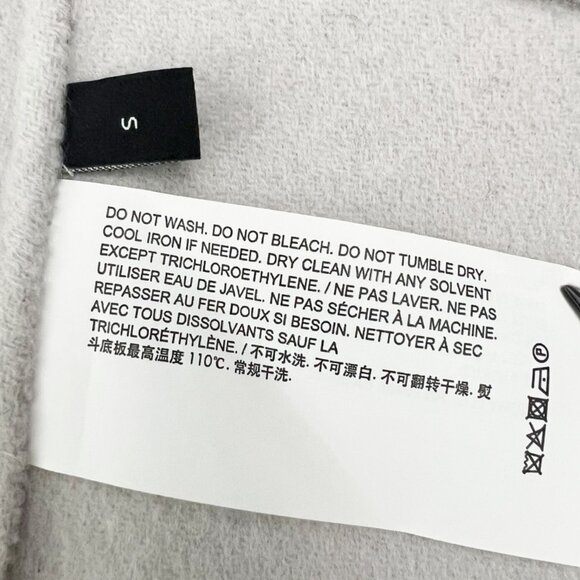 S
DO NOT WASH. DO NOT BLEACH. DO NOT TUMBLE DRY.
COOL IRON IF NEEDED. DRY CLEAN WITH ANY SOLVENT
EXCEPT TRICHLOROETHYLENE. / NE PAS LAVER. NE PAS
UTILISER EAU DE JAVEL. NE PAS SÉCHER À LA MACHINE.
REPASSER AU FER DOUX SI BESOIN. NETTOYER À SEC
AVEC TOUS DISSOLVANTS SAUF LA
TRICHLORÉTHYLÈNE. / 不可水洗. 不可漂白. 不可翻转干燥. 熨
斗底板最高温度 110℃. 常规干洗.
P